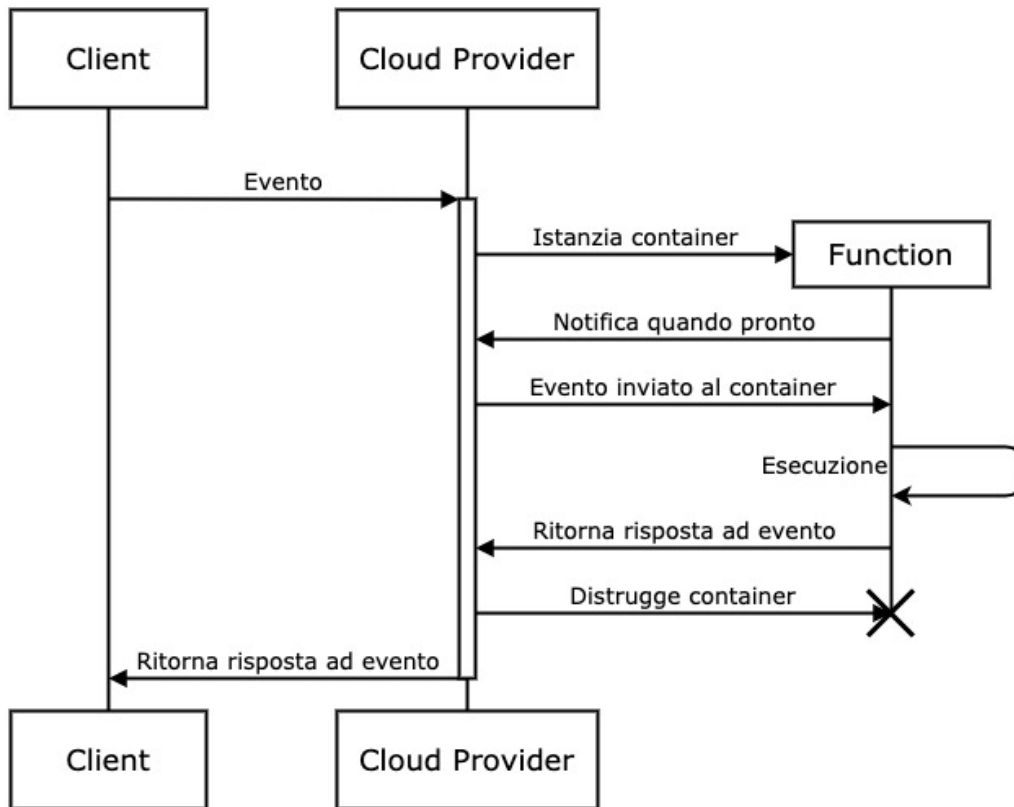 Client
Cloud Provider
Evento
Istanzia container
Function
Notifica quando pronto
Evento inviato al container
Esecuzione
Ritorna risposta ad evento
Distrugge container
Ritorna risposta ad evento
Client
Cloud Provider